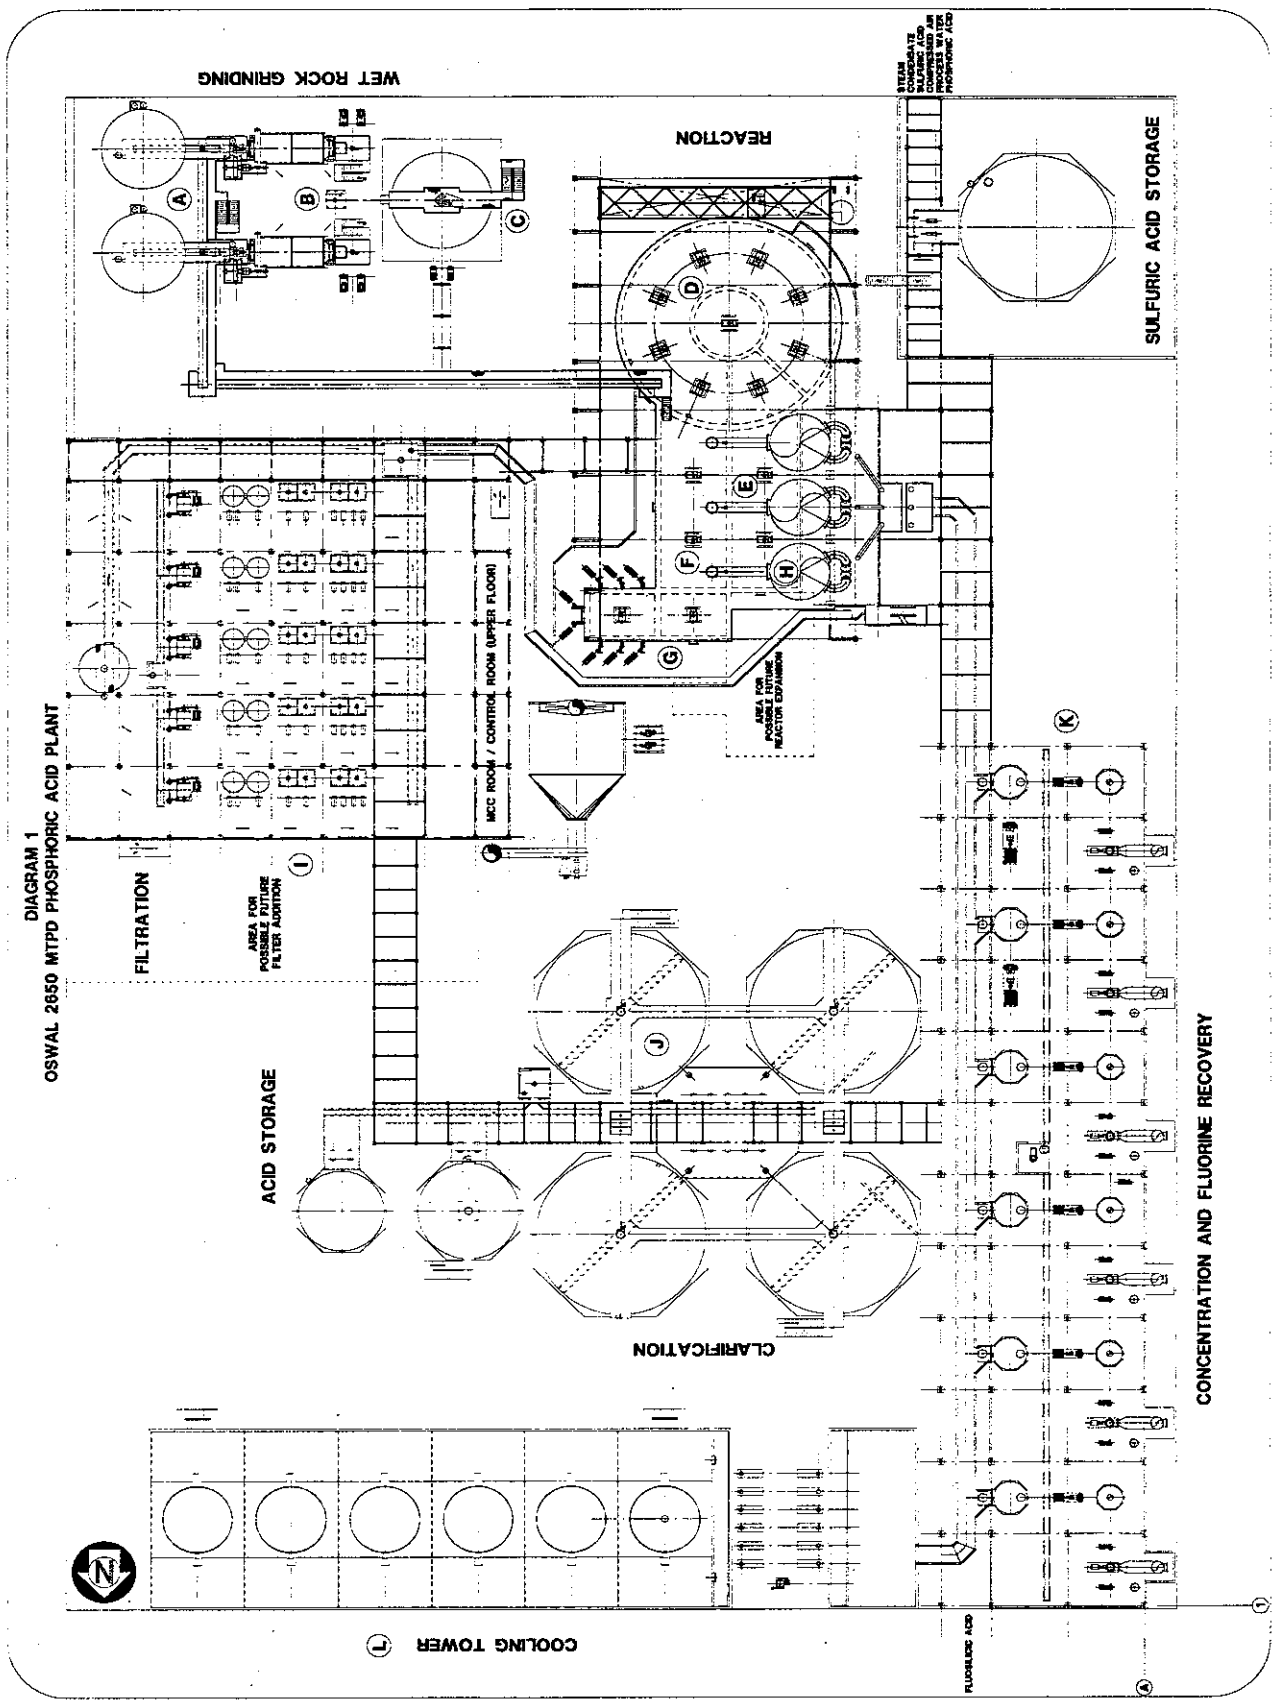 DIAGRAM 1
OSWAL 2650 MTPD PHOSPHORIC ACID PLANT
WET ROCK GRINDING
A
B
C
REACTION
D
E
F
G
H
STEAM
CONDENSATE
SULFURIC ACID
COMPRESSED AIR
PROCESS WATER
PHOSPHORIC ACID
SULFURIC ACID STORAGE
FILTRATION
AREA FOR
POSSIBLE FUTURE
FILTER ADDITION
I
MCC ROOM / CONTROL ROOM (UPPER FLOOR)
AREA FOR
POSSIBLE FUTURE
REACTOR EXPANSION
ACID STORAGE
J
CLARIFICATION
K
CONCENTRATION AND FLUORINE RECOVERY
N
L
COOLING TOWER
FLUOSILICIC ACID
A
1